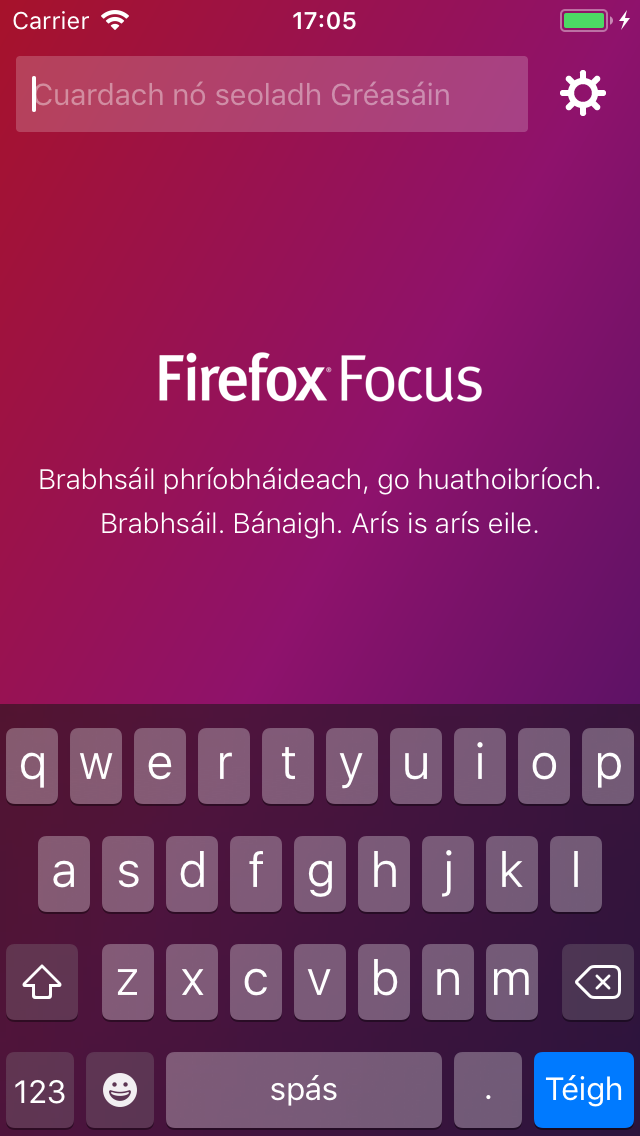 Carrier 17:05
Cuardach nó seoladh Gréasáin
Firefox® Focus
Brabhsáil phríobháideach, go huathoibríoch.
Brabhsáil. Bánaigh. Arís is arís eile.
q w e r t y u i o p
a s d f g h j k l
z x c v b n m
123 spás . Téigh